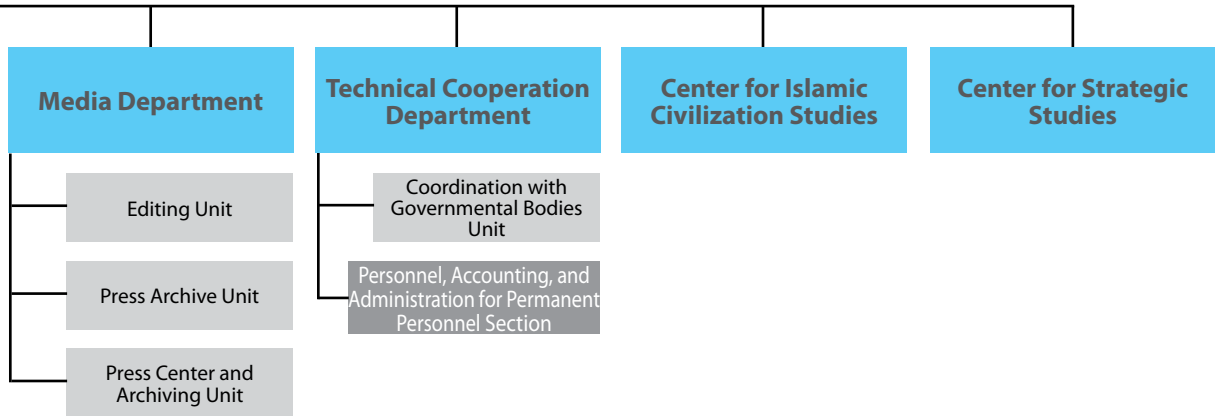 Media Department
Technical Cooperation
Department
Center for Islamic
Civilization Studies
Center for Strategic
Studies
Editing Unit
Press Archive Unit
Press Center and
Archiving Unit
Coordination with
Governmental Bodies
Unit
Personnel, Accounting, and
Administration for Permanent
Personnel Section